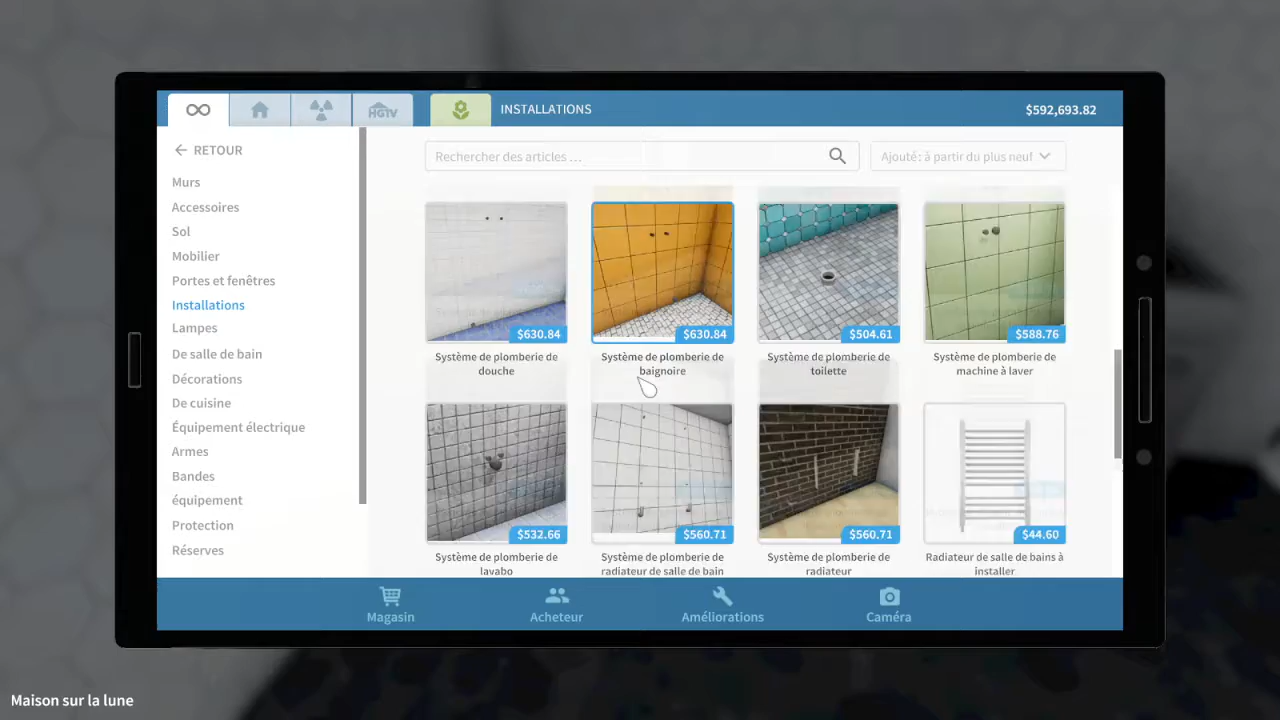 HGTV
INSTALLATIONS
$592,693.82
RETOUR
Rechercher des articles ...
Ajouté : à partir du plus neuf
Murs
Accessoires
Sol
Mobilier
Portes et fenêtres
Installations
Lampes
De salle de bain
Décorations
De cuisine
Équipement électrique
Armes
Bandes
équipement
Protection
Réserves
$630.84
$630.84
$504.61
$588.76
Système de plomberie de
douche
Système de plomberie de
baignoire
Système de plomberie de
toilette
Système de plomberie de
machine à laver
$532.66
$560.71
$560.71
$44.60
Système de plomberie de
lavabo
Système de plomberie de
radiateur de salle de bain
Système de plomberie de
radiateur
Radiateur de salle de bains à
installer
Magasin
Acheteur
Améliorations
Caméra
Maison sur la lune